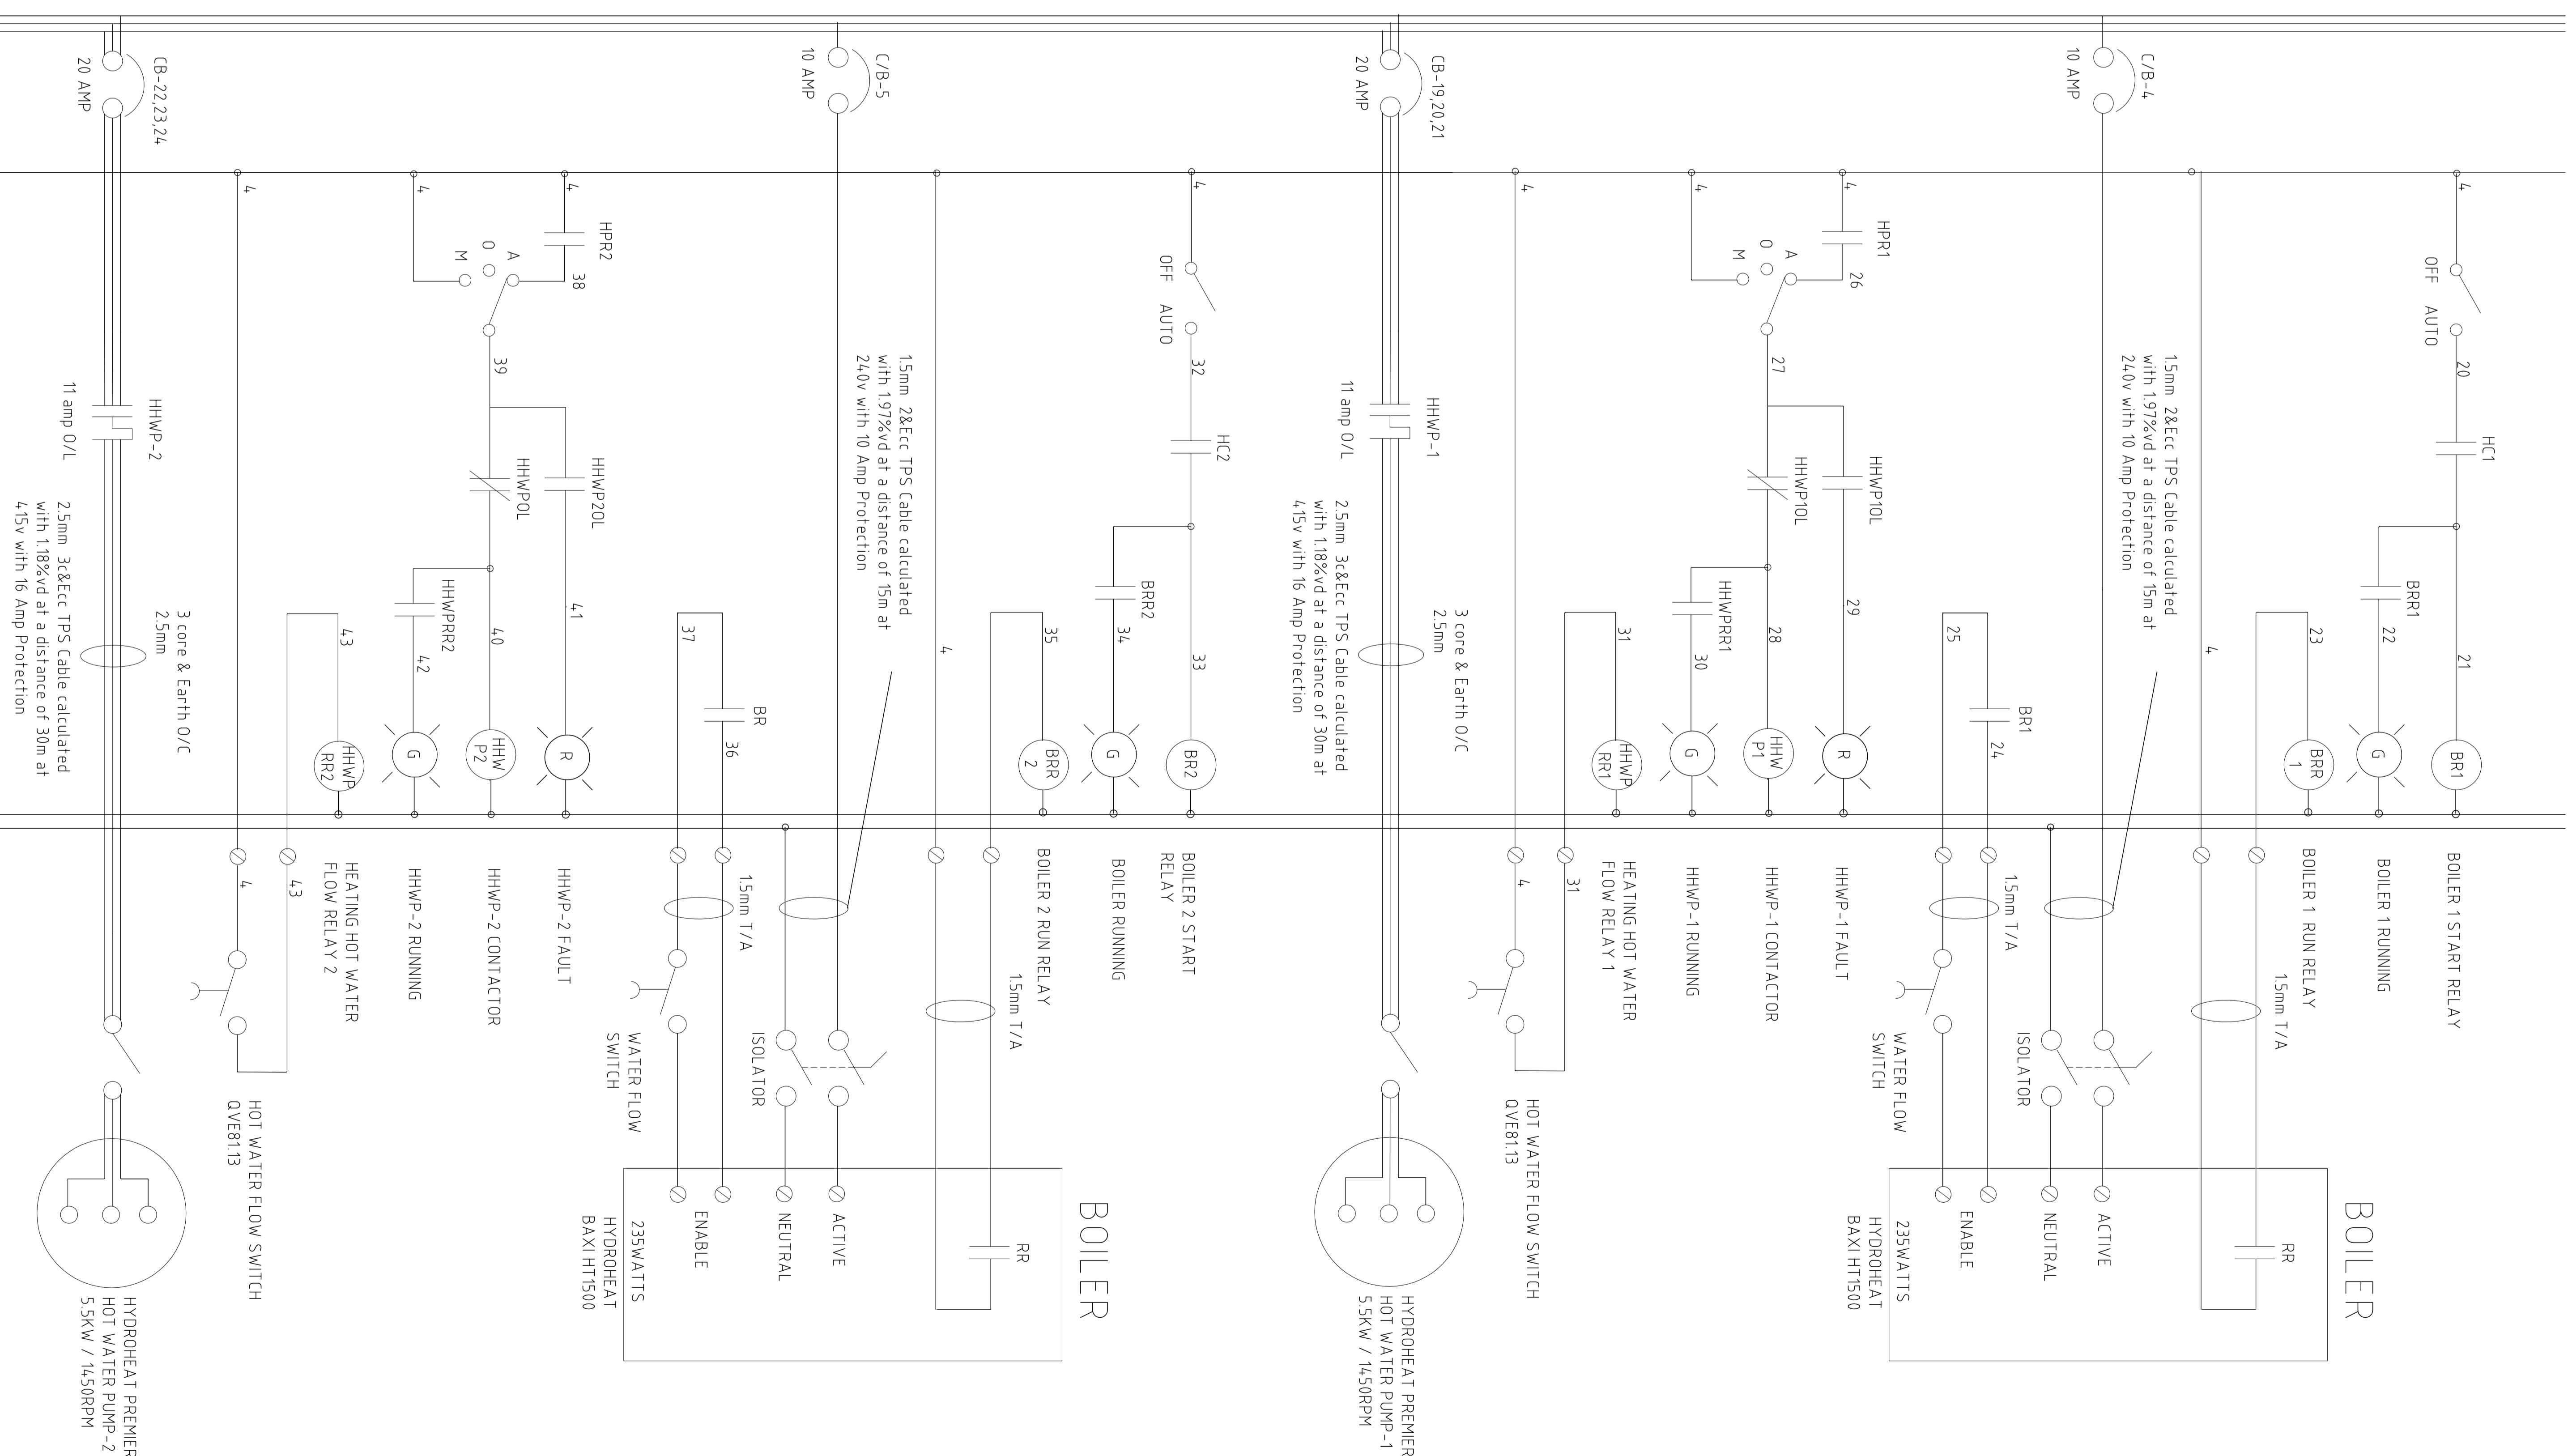 4
20
21
BOILER 1 START RELAY
HC1
OFF AUTO
BR1
BRR1
22
G
BOILER 1 RUNNING
BOILER
23
BRR
1
BOILER 1 RUN RELAY
1.5mm T/A
RR
4
C/B-4
10 AMP
1.5mm 2&Ecc TPS Cable calculated
with 1.97%vd at a distance of 15m at
240v with 10 Amp Protection
ACTIVE
ISOLATOR
NEUTRAL
BR1
24
1.5mm T/A
25
ENABLE
WATER FLOW
SWITCH
235WATTS
HYDROHEAT
BAXI HT1500
HPR1
4
26
A
O
M
4
27
HHWP1OL
29
R
HHWP-1 FAULT
HHWP1OL
28
HHW
P1
HHWP-1 CONTACTOR
HHWPRR1
30
G
HHWP-1 RUNNING
31
HHWP
RR1
HEATING HOT WATER
FLOW RELAY 1
31
4
4
HOT WATER FLOW SWITCH
QVE81.13
CB-19,20,21
20 AMP
HHWP-1
11 amp O/L
3 core & Earth O/C
2.5mm
2.5mm 3c&Ecc TPS Cable calculated
with 1.18%vd at a distance of 30m at
415v with 16 Amp Protection
HYDROHEAT PREMIER
HOT WATER PUMP-1
5.5KW / 1450RPM
4
32
HC2
OFF AUTO
33
BR2
BOILER 2 START
RELAY
BRR2
34
G
BOILER RUNNING
BOILER
35
BRR
2
BOILER 2 RUN RELAY
1.5mm T/A
RR
4
C/B-5
10 AMP
1.5mm 2&Ecc TPS Cable calculated
with 1.97%vd at a distance of 15m at
240v with 10 Amp Protection
ACTIVE
ISOLATOR
NEUTRAL
BR
36
1.5mm T/A
37
ENABLE
WATER FLOW
SWITCH
235WATTS
HYDROHEAT
BAXI HT1500
HPR2
4
38
A
O
M
4
39
HHWP2OL
41
R
HHWP-2 FAULT
HHWPOL
40
HHW
P2
HHWP-2 CONTACTOR
HHWPRR2
42
G
HHWP-2 RUNNING
43
HHWP
RR2
HEATING HOT WATER
FLOW RELAY 2
43
4
4
HOT WATER FLOW SWITCH
QVE81.13
CB-22,23,24
20 AMP
HHWP-2
11 amp O/L
3 core & Earth O/C
2.5mm
2.5mm 3c&Ecc TPS Cable calculated
with 1.18%vd at a distance of 30m at
415v with 16 Amp Protection
HYDROHEAT PREMIER
HOT WATER PUMP-2
5.5KW / 1450RPM